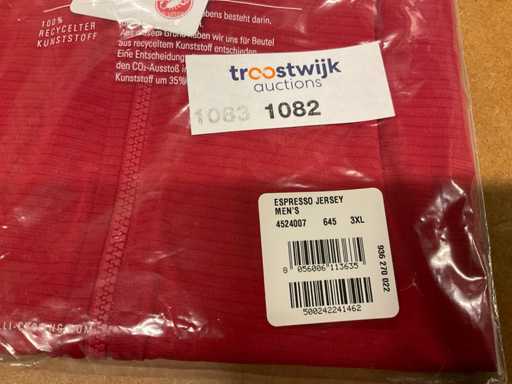 100%
RECYCELTER
KUNSTSTOFF
bens besteht darin,
Aus diesem Grund haben wir uns für Beutel
aus recyceltem Kunststoff entschieden.
Eine Entscheidung
den CO₂-Ausstoß
Kunststoff um 35%
troostwijk
auctions
1083 1082
ESPRESSO JERSEY
MEN'S
4524007 645 3XL
8 056006 113635
500242241462
936 270 022